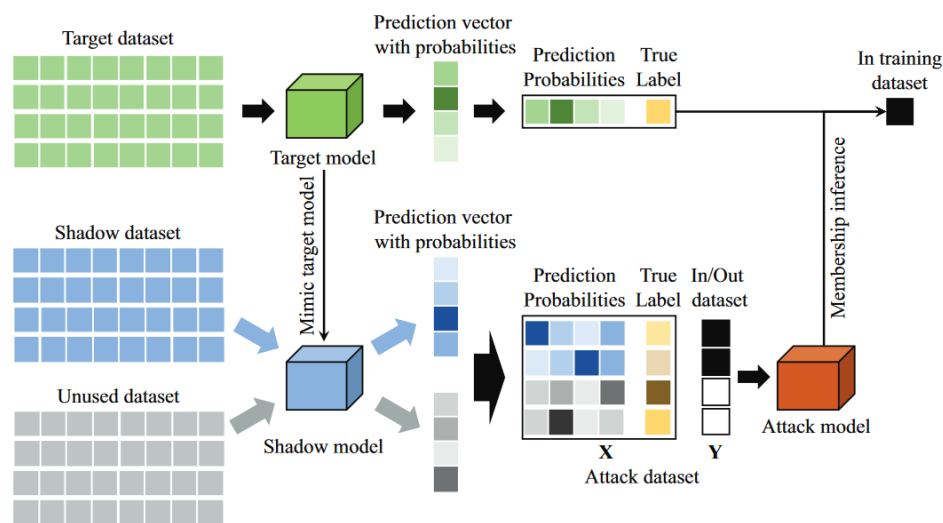 Target dataset
Prediction vector
with probabilities
Prediction
Probabilities
True
Label
In training
dataset
Target model
Mimic target model
Membership inference
Shadow dataset
Prediction vector
with probabilities
Prediction
Probabilities
True
Label
In/Out
dataset
Unused dataset
Shadow model
X
Y
Attack dataset
Attack model